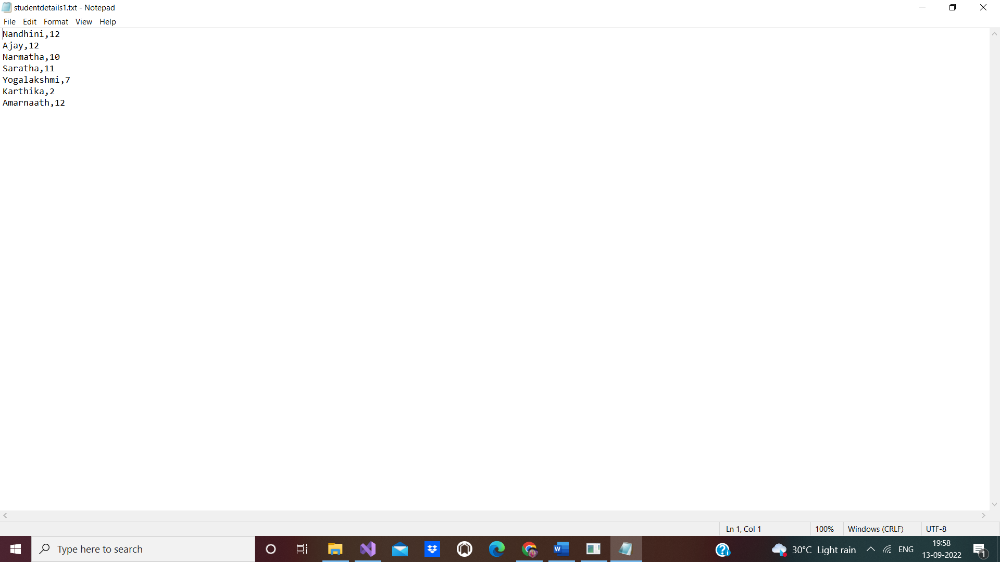 studentdetails1.txt - Notepad
File Edit Format View Help
Nandhini,12
Ajay,12
Narmatha,10
Saratha,11
Yogalakshmi,7
Karthika,2
Amarnaath,12
Ln 1, Col 1 100% Windows (CRLF) UTF-8
Type here to search
30°C Light rain ENG
19:58
13-09-2022
1